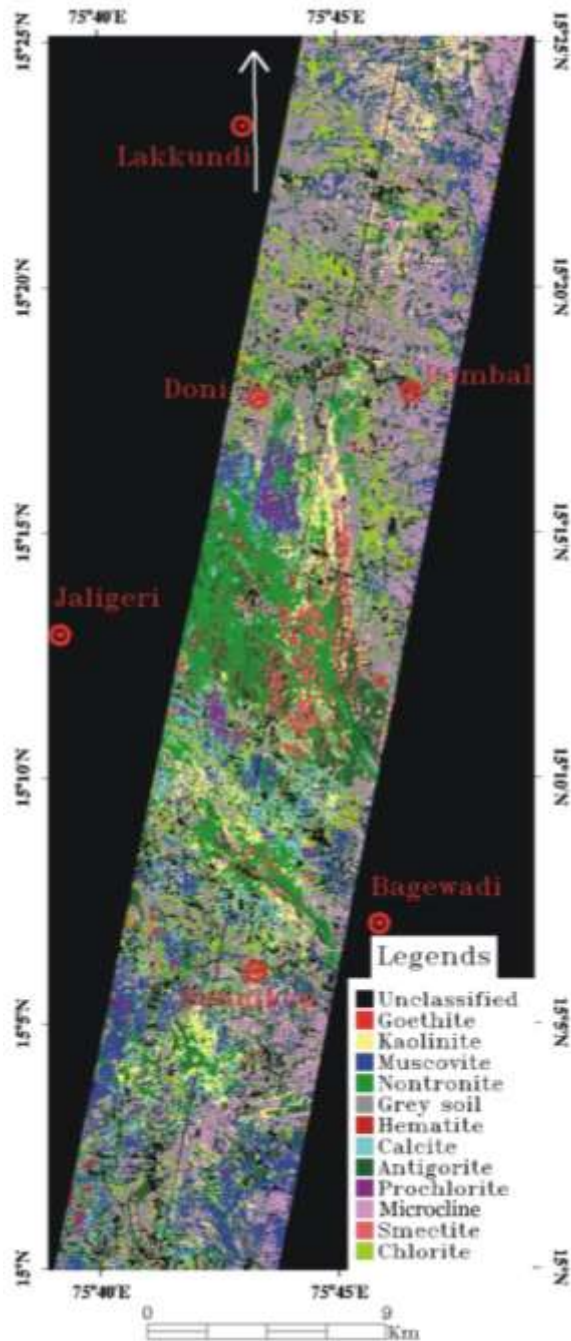 75°40'E 75°45'E
15°25'N 15°25'N
Lakkundi
15°20'N 15°20'N
Doni
15°15'N 15°15'N
Jaligeri
15°10'N 15°10'N
Bagewadi
Legends
Unclassified
Goethite
Kaolinite
Muscovite
Nontronite
Grey soil
Hematite
Calcite
Antigorite
Prochlorite
Microcline
Smectite
Chlorite
15°5'N 15°5'N
15°N 15°N
75°40'E 75°45'E
0 9
Km